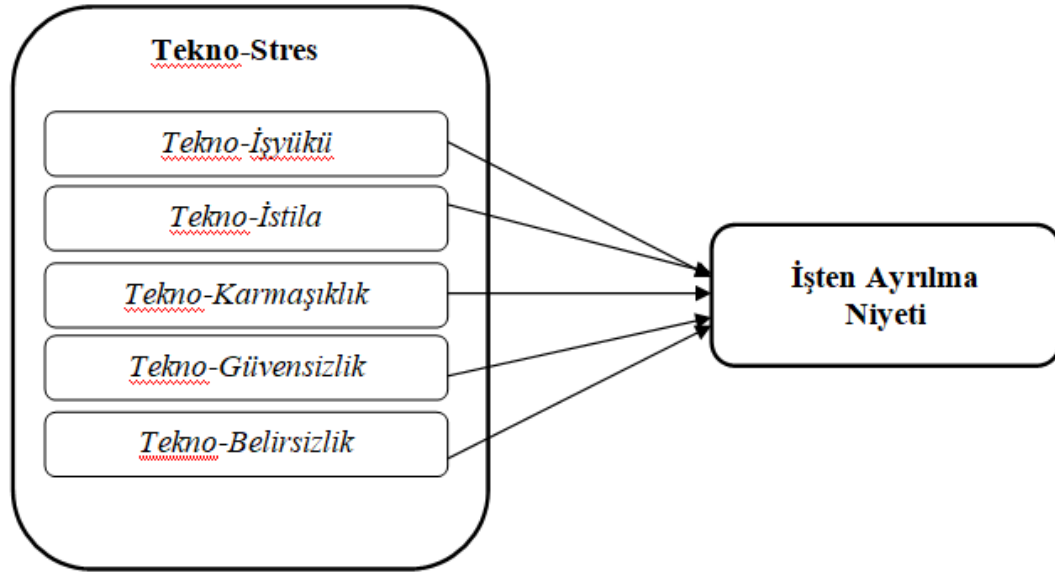 Tekno-Stres
Tekno-İşyükü
Tekno-İstila
Tekno-Karmaşıklık
Tekno-Güvensizlik
Tekno-Belirsizlik
İşten Ayrılma
Niyeti